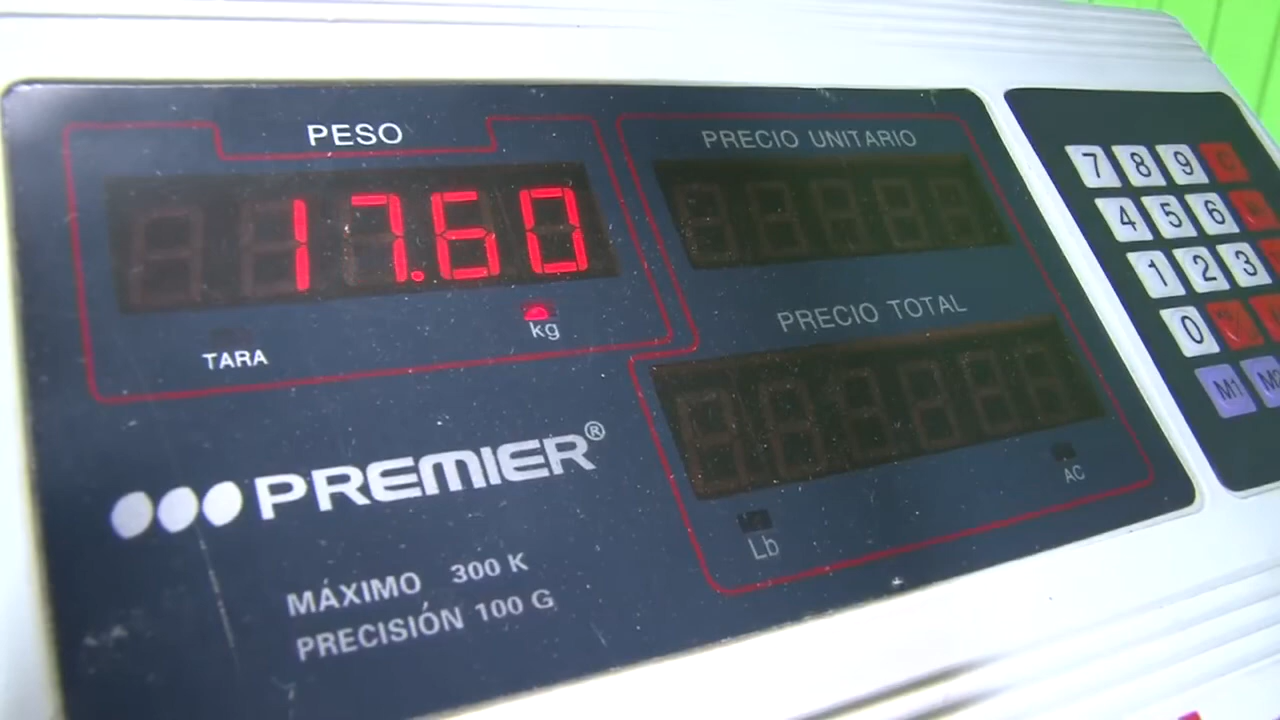 PESO
17.60
kg
TARA
PRECIO UNITARIO
PRECIO TOTAL
Lb
AC
PREMIER®
MÁXIMO 300 K
PRECISIÓN 100 G
7 8 9 C
4 5 6
1 2 3
0
M1 M2